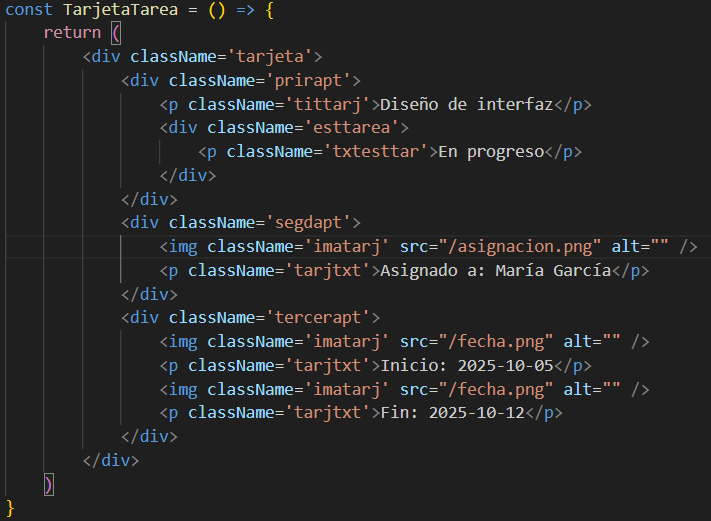 const TarjetaTarea = () => {
    return (
        <div className='tarjeta'>
            <div className='prirapt'>
                <p className='tittarj'>Diseño de interfaz</p>
                <div className='esttarea'>
                    <p className='txtesttar'>En progreso</p>
                </div>
            </div>
            <div className='segdapt'>
                <img className='imatarj' src="/asignacion.png" alt="" />
                <p className='tarjtxt'>Asignado a: María García</p>
            </div>
            <div className='tercerapt'>
                <img className='imatarj' src="/fecha.png" alt="" />
                <p className='tarjtxt'>Inicio: 2025-10-05</p>
                <img className='imatarj' src="/fecha.png" alt="" />
                <p className='tarjtxt'>Fin: 2025-10-12</p>
            </div>
        </div>
    )
}